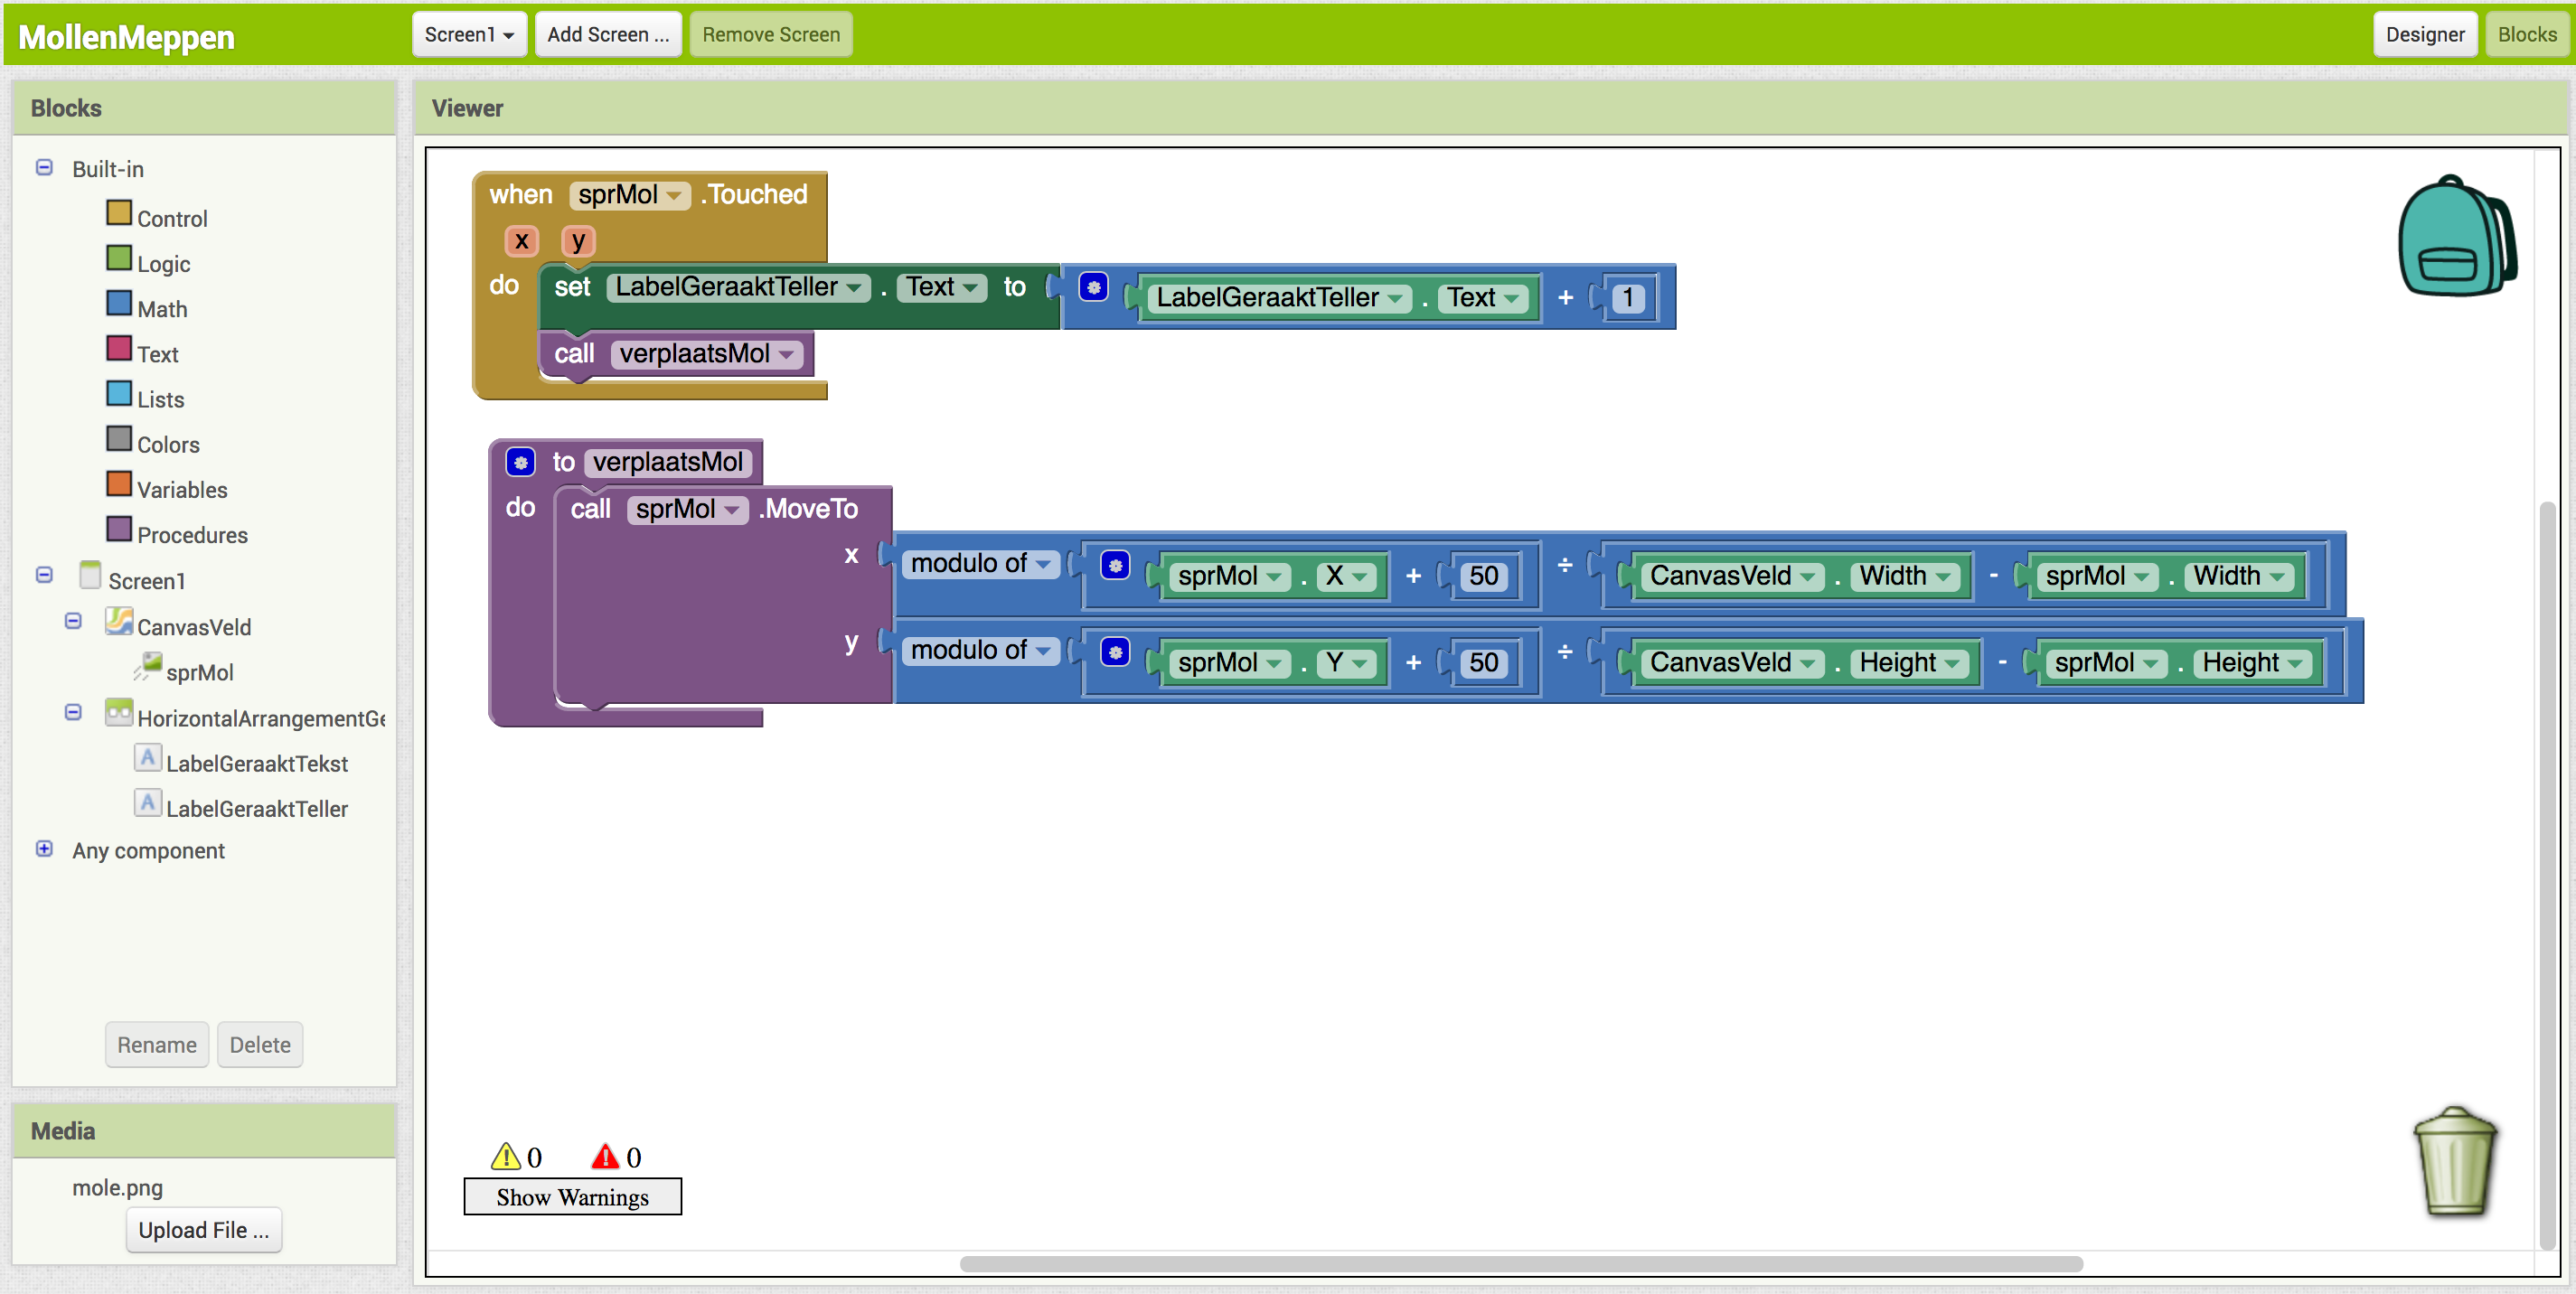 MollenMeppen
Screen1
Add Screen ...
Remove Screen
Designer
Blocks
Blocks
Built-in
Control
Logic
Math
Text
Lists
Colors
Variables
Procedures
Screen1
CanvasVeld
sprMol
HorizontalArrangementGe
LabelGeraaktTekst
LabelGeraaktTeller
Any component
Rename
Delete
Media
mole.png
Upload File ...
Viewer
when sprMol .Touched
x y
do set LabelGeraaktTeller . Text to LabelGeraaktTeller . Text + 1
call verplaatsMol
to verplaatsMol
do call sprMol .MoveTo
x modulo of sprMol . X + 50 ÷ CanvasVeld . Width - sprMol . Width
y modulo of sprMol . Y + 50 ÷ CanvasVeld . Height - sprMol . Height
0 0
Show Warnings